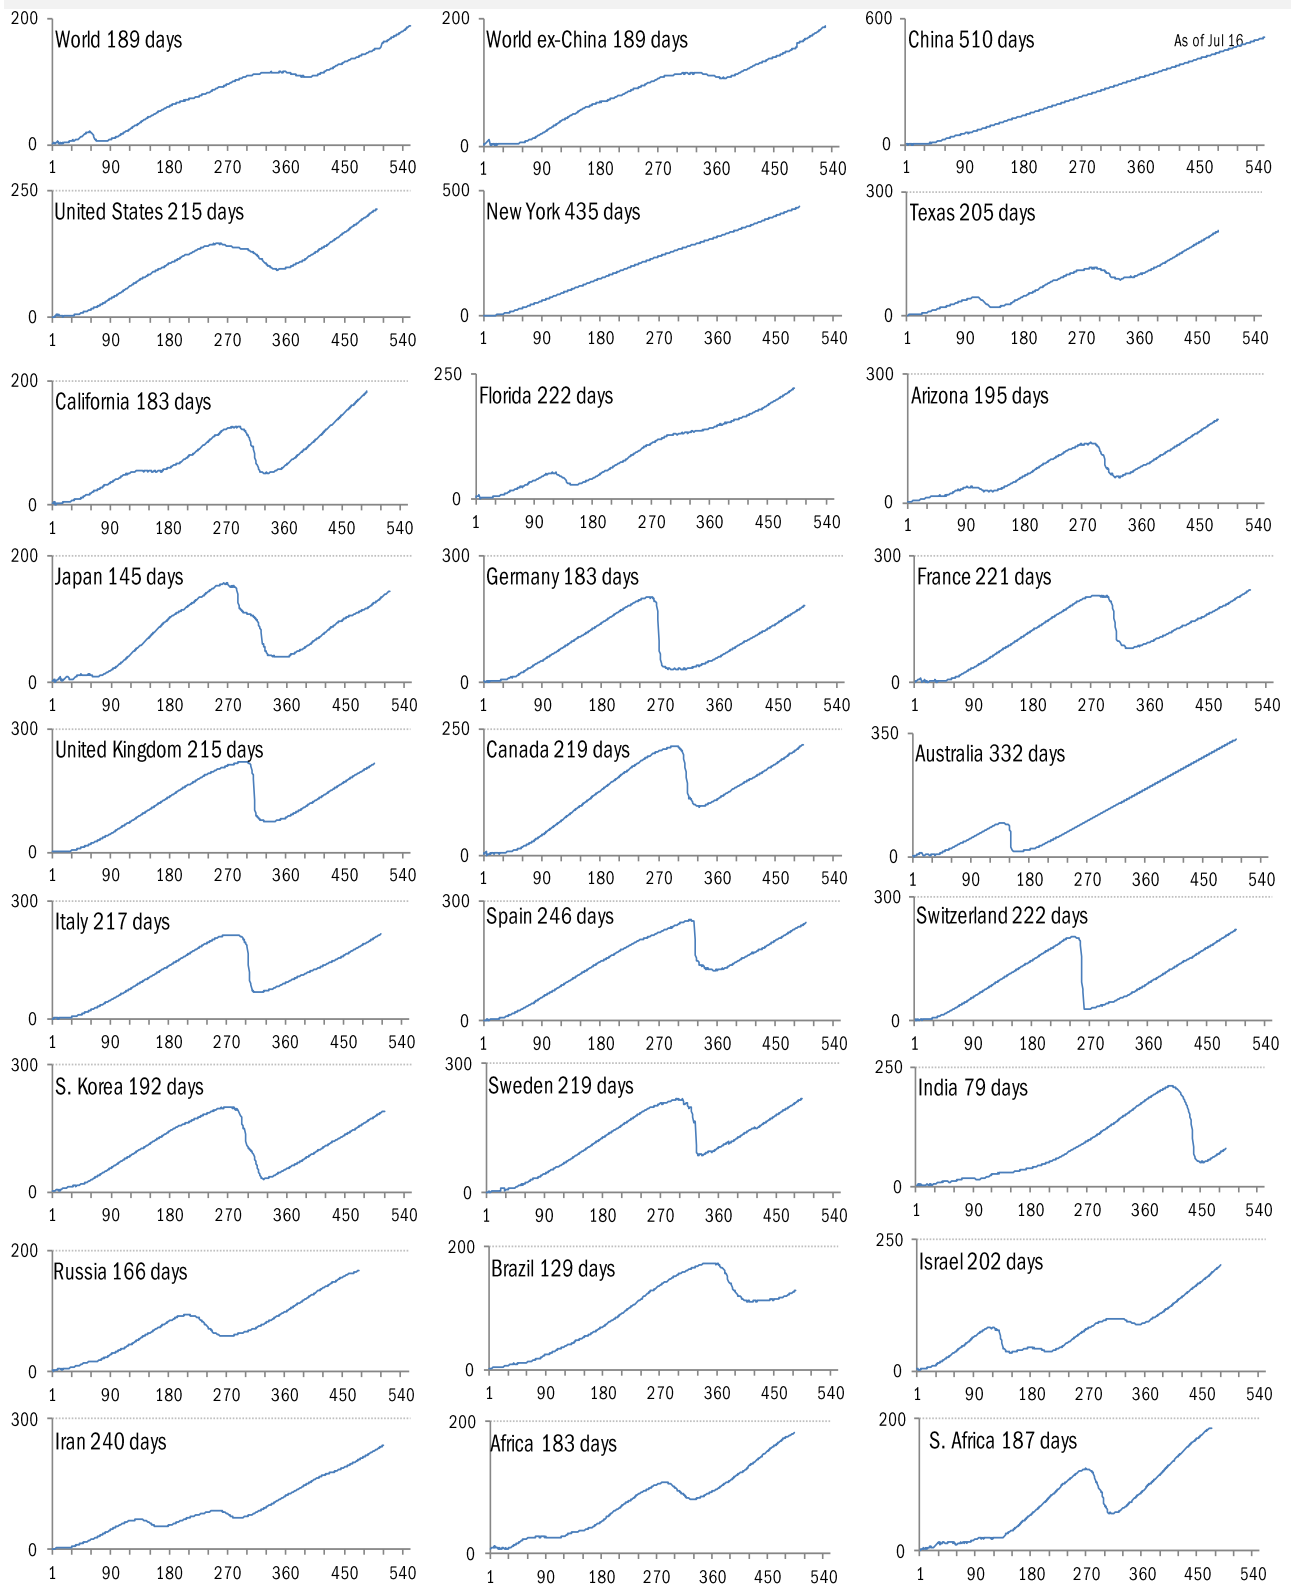 200 200 600
World 189 days World ex-China 189 days China 510 days As of Jul 16
0 0 0
1 90 180 270 360 450 540 1 90 180 270 360 450 540 1 90 180 270 360 450 540
250 500 300
United States 215 days New York 435 days Texas 205 days
0 0 0
1 90 180 270 360 450 540 1 90 180 270 360 450 540 1 90 180 270 360 450 540
200 250 300
California 183 days Florida 222 days Arizona 195 days
0 0 0
1 90 180 270 360 450 540 1 90 180 270 360 450 540 1 90 180 270 360 450 540
200 300 300
Japan 145 days Germany 183 days France 221 days
0 0 0
1 90 180 270 360 450 540 1 90 180 270 360 450 540 1 90 180 270 360 450 540
300 250 350
United Kingdom 215 days Canada 219 days Australia 332 days
0 0 0
1 90 180 270 360 450 540 1 90 180 270 360 450 540 1 90 180 270 360 450 540
300 300 300
Italy 217 days Spain 246 days Switzerland 222 days
0 0 0
1 90 180 270 360 450 540 1 90 180 270 360 450 540 1 90 180 270 360 450 540
300 300 250
S. Korea 192 days Sweden 219 days India 79 days
0 0 0
1 90 180 270 360 450 540 1 90 180 270 360 450 540 1 90 180 270 360 450 540
200 200 250
Russia 166 days Brazil 129 days Israel 202 days
0 0 0
1 90 180 270 360 450 540 1 90 180 270 360 450 540 1 90 180 270 360 450 540
300 200 200
Iran 240 days Africa 183 days S. Africa 187 days
0 0 0
1 90 180 270 360 450 540 1 90 180 270 360 450 540 1 90 180 270 360 450 540